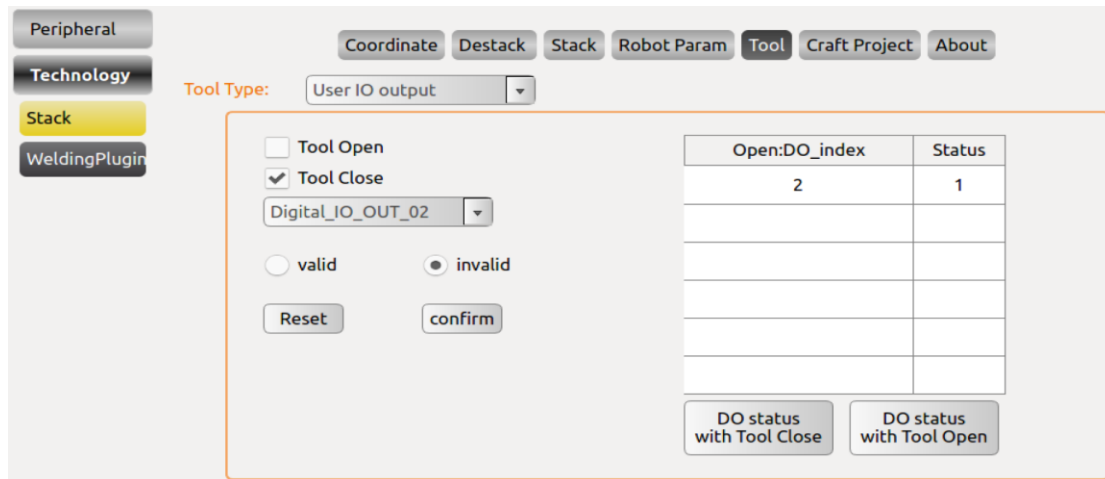 Peripheral
Technology
Stack
WeldingPlugin
Coordinate Destack Stack Robot Param Tool Craft Project About
Tool Type: User IO output
Tool Open
Tool Close
Digital_IO_OUT_02
valid invalid
Reset confirm
Open:DO_index Status
2 1
DO status
with Tool Close
DO status
with Tool Open